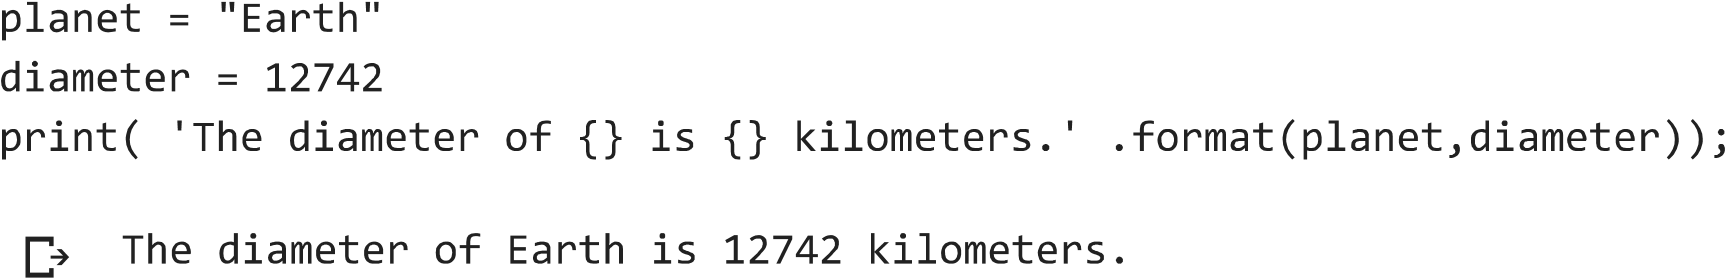 planet = "Earth"
diameter = 12742
print( 'The diameter of {} is {} kilometers.' .format(planet,diameter));
The diameter of Earth is 12742 kilometers.